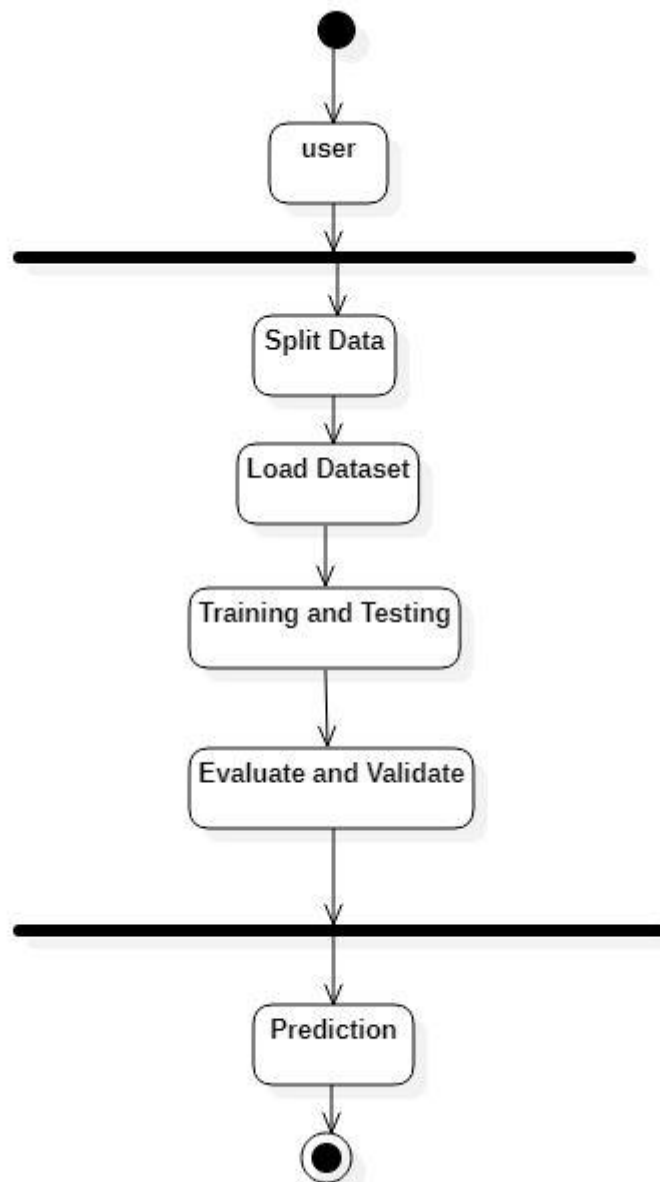 user
Split Data
Load Dataset
Training and Testing
Evaluate and Validate
Prediction